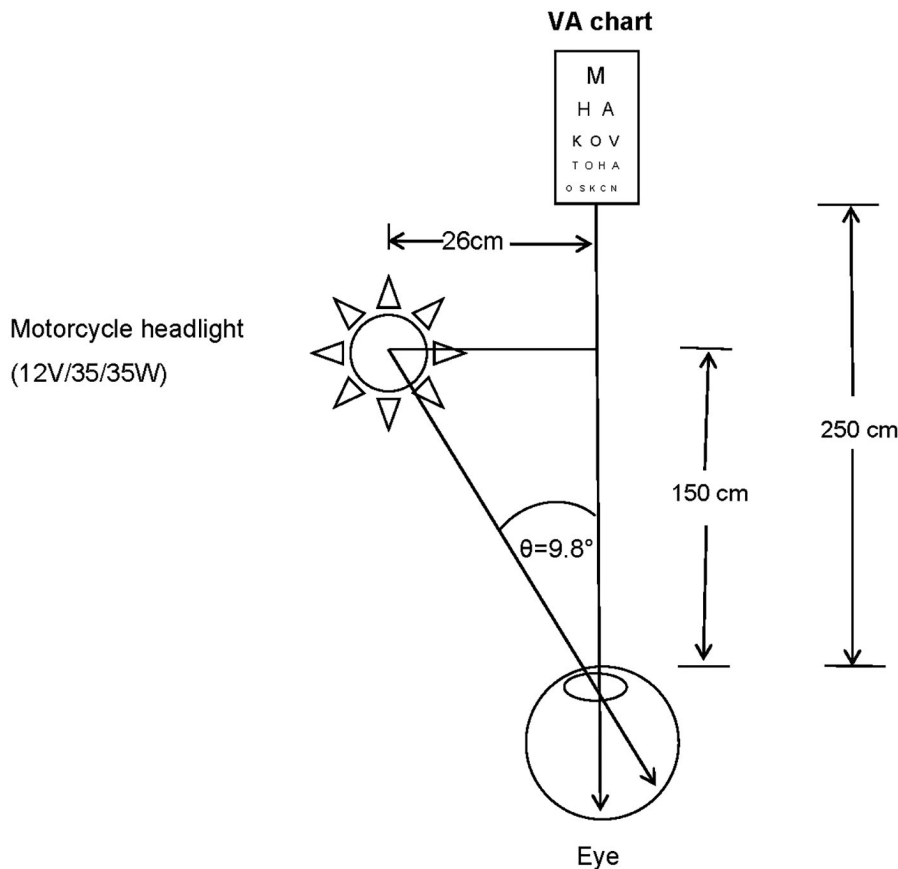 VA chart
M
H A
K O V
T O H A
O S K C N
26cm
Motorcycle headlight
(12V/35/35W)
250 cm
150 cm
θ=9.8°
Eye